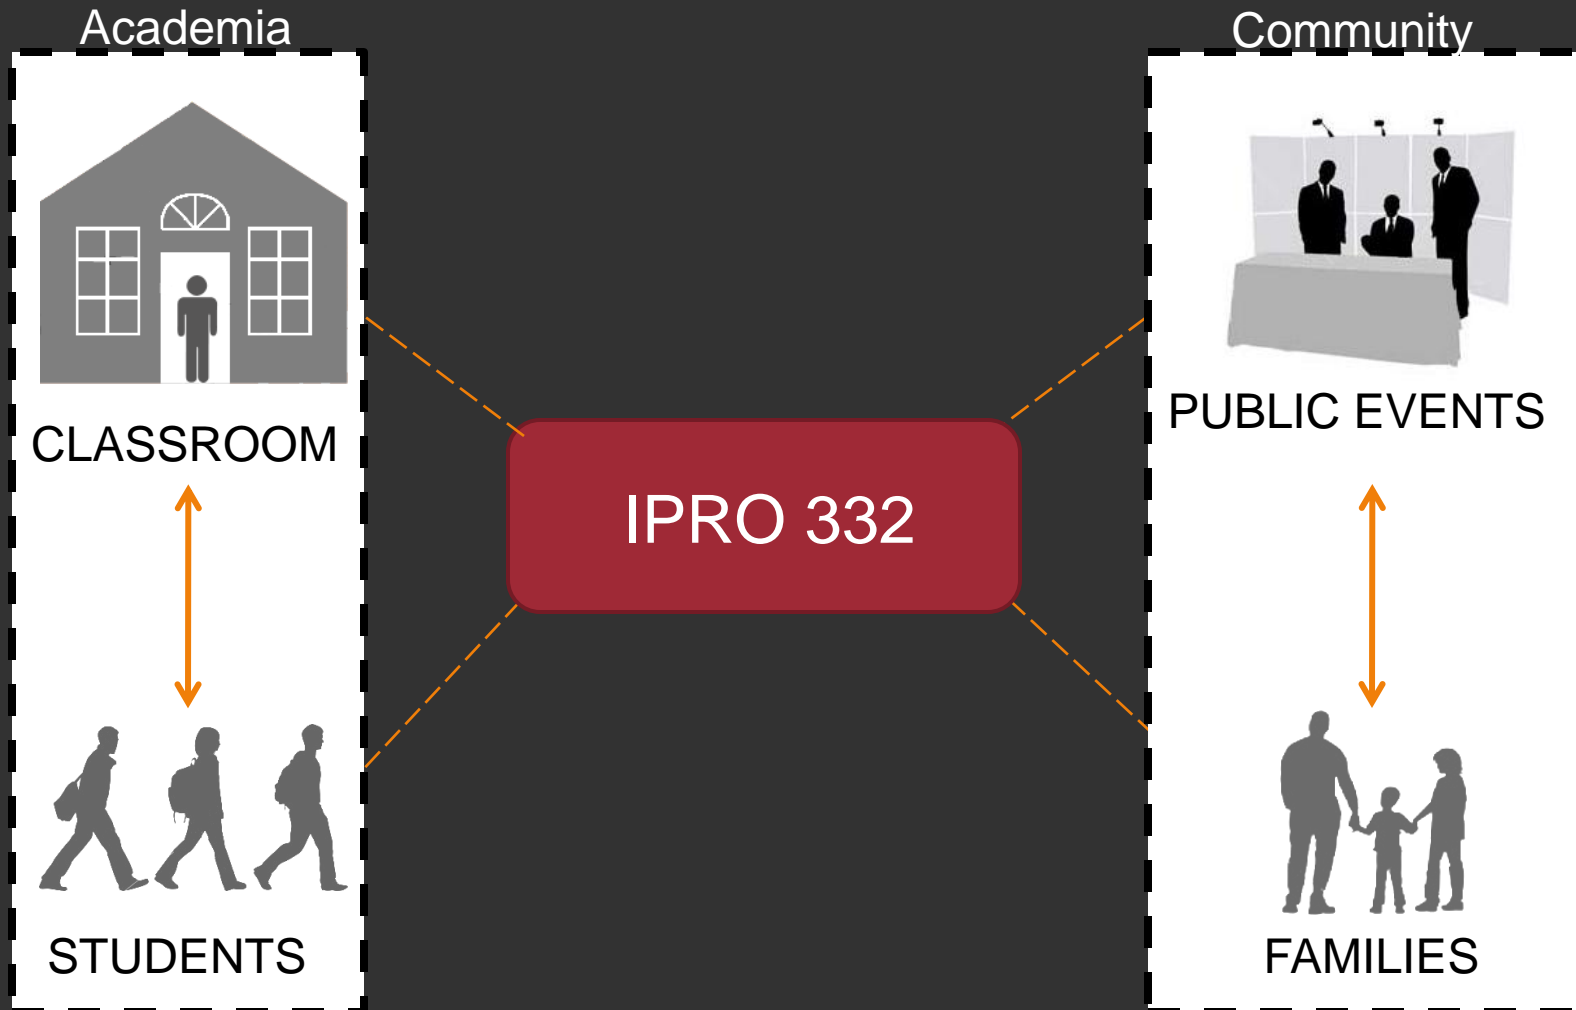 Academia
Community
CLASSROOM
PUBLIC EVENTS
IPRO 332
STUDENTS
FAMILIES